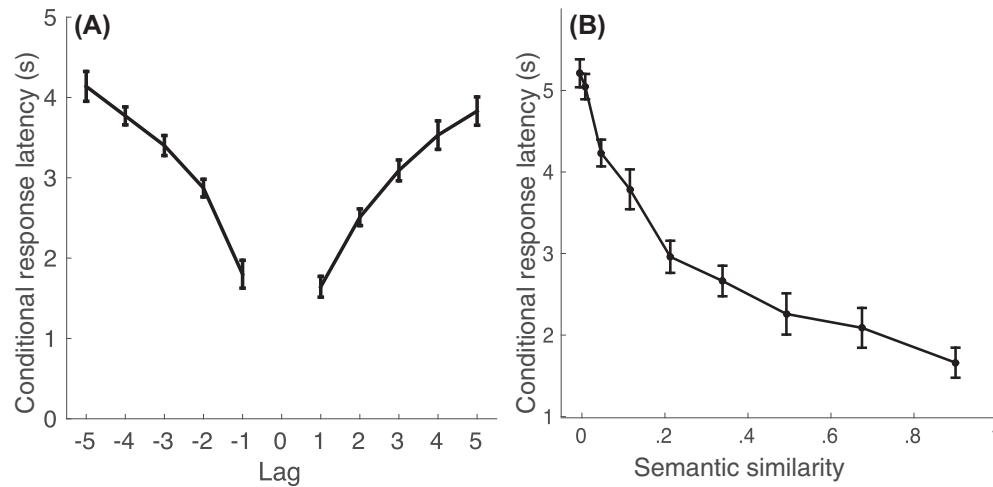 (A)
Conditional response latency (s)
5
4
3
2
1
0
-5 -4 -3 -2 -1 0 1 2 3 4 5
Lag
(B)
Conditional response latency (s)
5
4
3
2
1
0 .2 .4 .6 .8
Semantic similarity